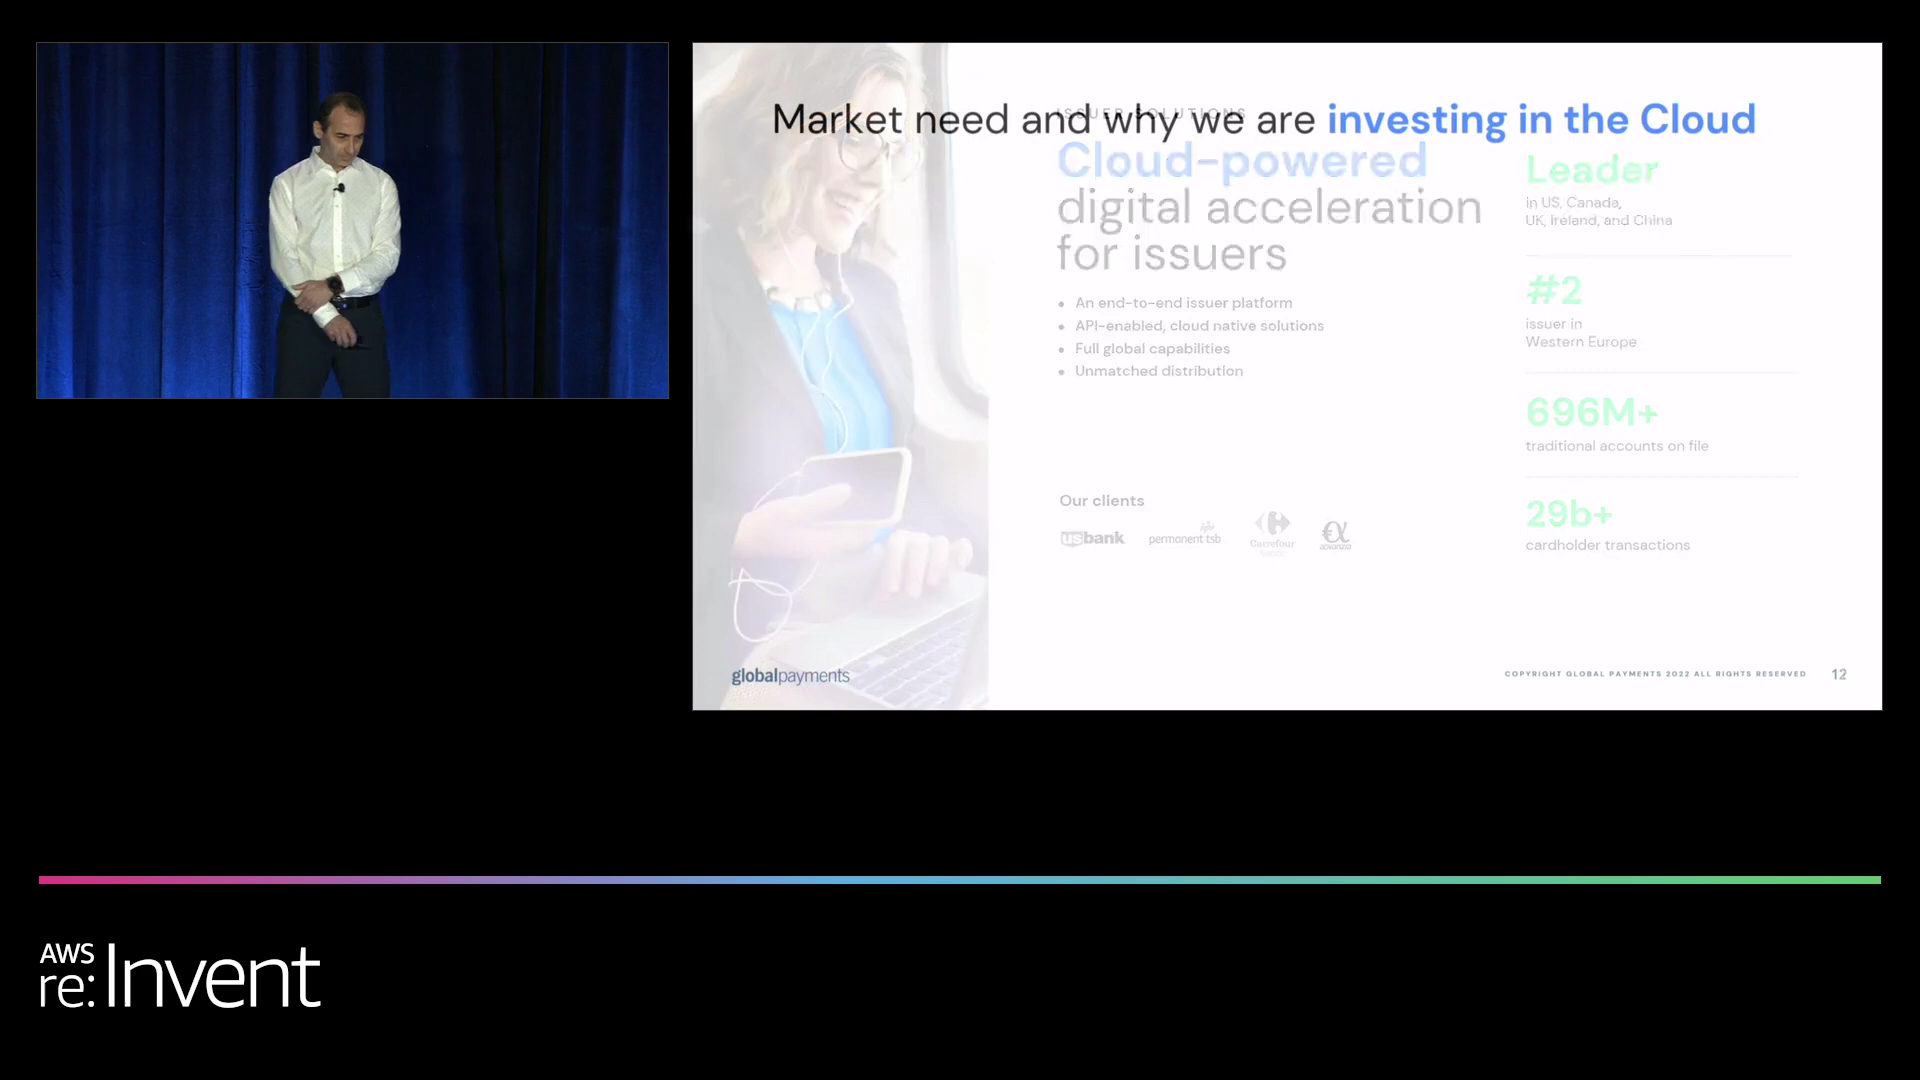 Market need and why we are investing in the Cloud
ISSUER SOLUTIONS
Cloud-powered
digital acceleration
for issuers
• An end-to-end issuer platform
• API-enabled, cloud native solutions
• Full global capabilities
• Unmatched distribution
Our clients
usbank
permanent tsb
Carrefour
advanzia
Leader
in US, Canada,
UK, Ireland, and China
#2
issuer in
Western Europe
696M+
traditional accounts on file
29b+
cardholder transactions
globalpayments
COPYRIGHT GLOBAL PAYMENTS 2022 ALL RIGHTS RESERVED
12
AWS
re:Invent